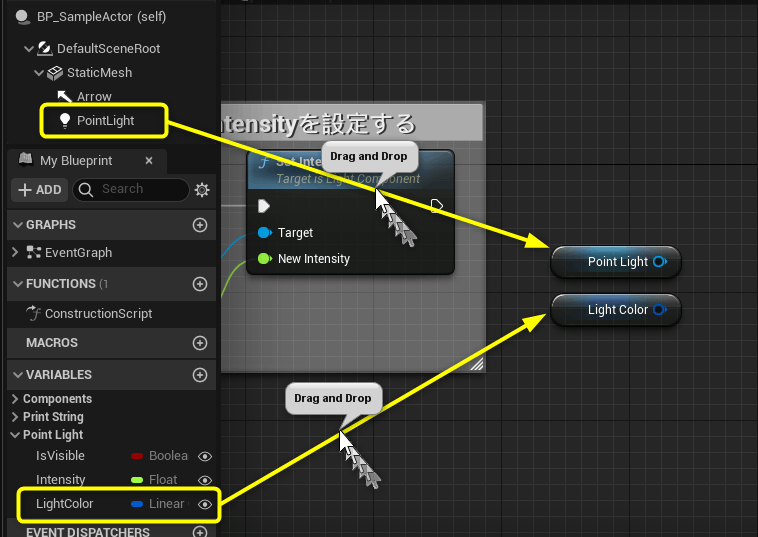 BP_SampleActor (self)
DefaultSceneRoot
StaticMesh
Arrow
PointLight
My Blueprint
ADD
Search
GRAPHS
EventGraph
FUNCTIONS (1
ConstructionScript
MACROS
VARIABLES
Components
Print String
Point Light
IsVisible Boolea
Intensity Float
LightColor Linear
EVENT DISPATCHERS
ntensityを設定する
Set Inte
Target is Light Component
Drag and Drop
Target
New Intensity
Point Light
Light Color
Drag and Drop